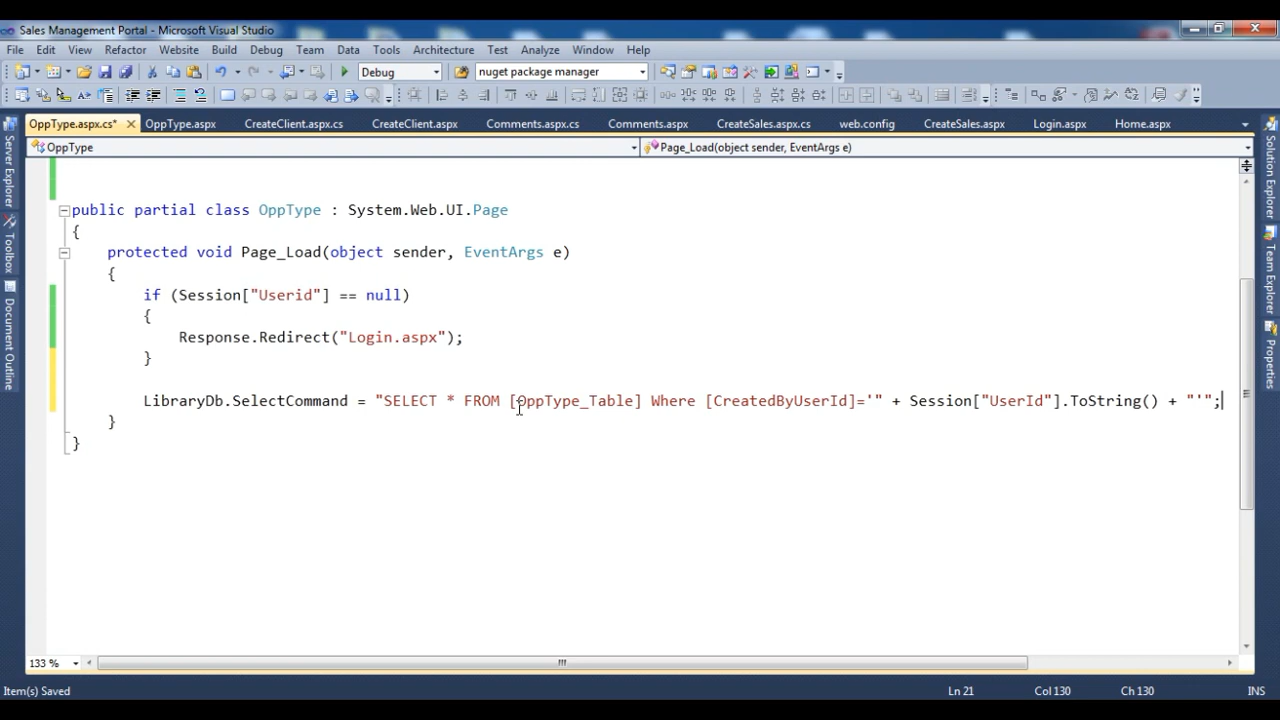 Sales Management Portal - Microsoft Visual Studio
File Edit View Refactor Website Build Debug Team Data Tools Architecture Test Analyze Window Help
Debug nuget package manager
OppType.aspx.cs* OppType.aspx CreateClient.aspx.cs CreateClient.aspx Comments.aspx.cs Comments.aspx CreateSales.aspx.cs web.config CreateSales.aspx Login.aspx Home.aspx
OppType Page_Load(object sender, EventArgs e)
Server Explorer
Toolbox
Document Outline
public partial class OppType : System.Web.UI.Page
{
protected void Page_Load(object sender, EventArgs e)
{
if (Session["Userid"] == null)
{
Response.Redirect("Login.aspx");
}
LibraryDb.SelectCommand = "SELECT * FROM [OppType_Table] Where [CreatedByUserId]='" + Session["UserId"].ToString() + "'";
}
}
Solution Explorer
Team Explorer
Properties
133 %
Item(s) Saved Ln 21 Col 130 Ch 130 INS